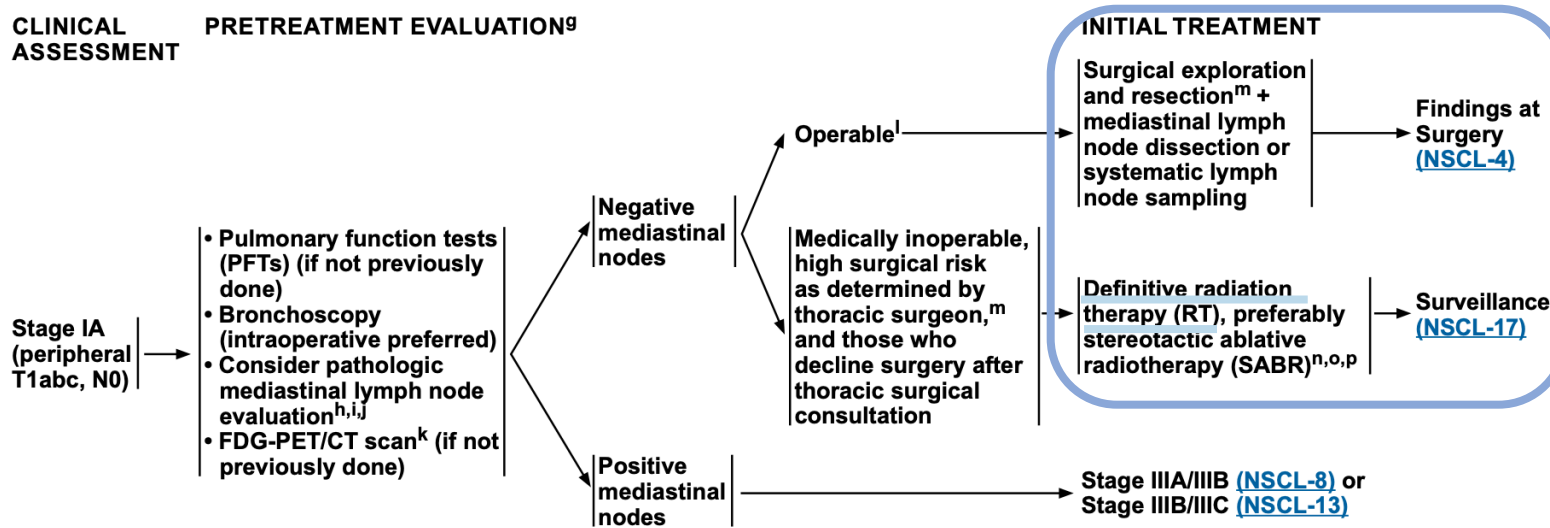 CLINICAL
ASSESSMENT
PRETREATMENT EVALUATIONg
INITIAL TREATMENT
Stage IA
(peripheral
T1abc, N0)
• Pulmonary function tests
(PFTs) (if not previously
done)
• Bronchoscopy
(intraoperative preferred)
• Consider pathologic
mediastinal lymph node
evaluationh,i,j
• FDG-PET/CT scank (if not
previously done)
Negative
mediastinal
nodes
Operablel
Surgical exploration
and resectionm +
mediastinal lymph
node dissection or
systematic lymph
node sampling
Findings at
Surgery
(NSCL-4)
Medically inoperable,
high surgical risk
as determined by
thoracic surgeon,m
and those who
decline surgery after
thoracic surgical
consultation
Definitive radiation
therapy (RT), preferably
stereotactic ablative
radiotherapy (SABR)n,o,p
Surveillance
(NSCL-17)
Positive
mediastinal
nodes
Stage IIIA/IIIB (NSCL-8) or
Stage IIIB/IIIC (NSCL-13)